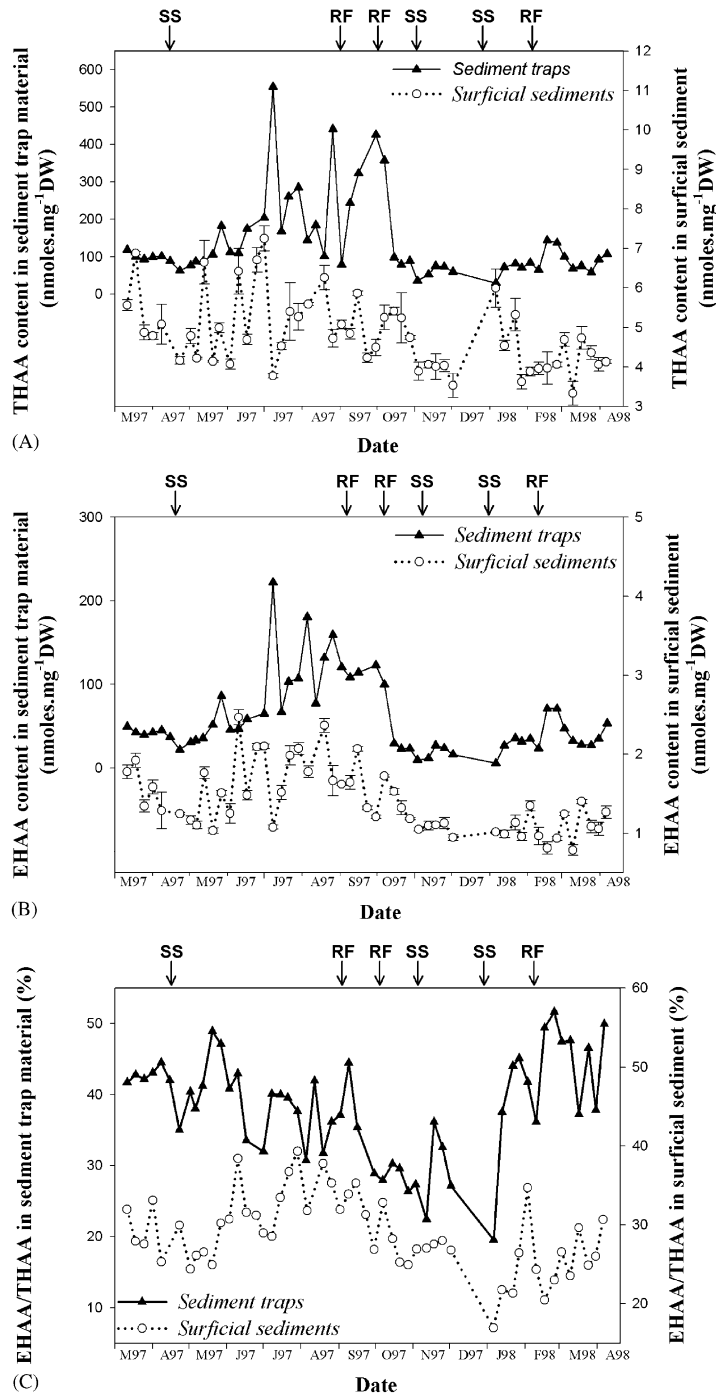 SS RF RF SS SS RF
THAA content in sediment trap material
(nmoles.mg-1DW)
600
500
400
300
200
100
0
Sediment traps
Surficial sediments
12
11
10
9
8
7
6
5
4
3
THAA content in surficial sediment
(nmoles.mg-1DW)
M97 A97 M97 J97 J97 A97 S97 O97 N97 D97 J98 F98 M98 A98
(A)
Date
SS RF RF SS SS RF
EHAA content in sediment trap material
(nmoles.mg-1DW)
300
200
100
0
Sediment traps
Surficial sediments
5
4
3
2
1
EHAA content in surficial sediment
(nmoles.mg-1DW)
M97 A97 M97 J97 J97 A97 S97 O97 N97 D97 J98 F98 M98 A98
(B)
Date
SS RF RF SS SS RF
EHAA/THAA in sediment trap material (%)
50
40
30
20
10
Sediment traps
Surficial sediments
60
50
40
30
20
EHAA/THAA in surficial sediment (%)
M97 A97 M97 J97 J97 A97 S97 O97 N97 D97 J98 F98 M98 A98
(C)
Date